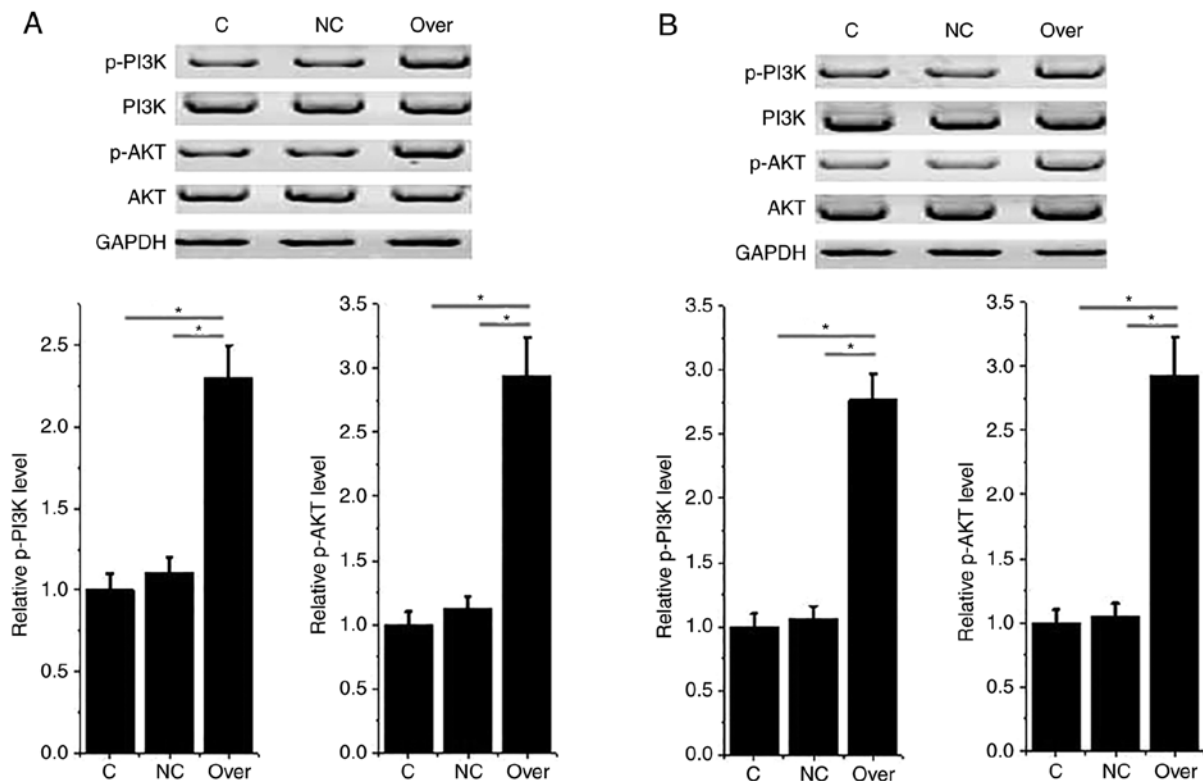 A
C NC Over
p-PI3K
PI3K
p-AKT
AKT
GAPDH
B
C NC Over
p-PI3K
PI3K
p-AKT
AKT
GAPDH
Relative p-PI3K level
2.5
2.0
1.5
1.0
0.5
0.0
* *
C NC Over
Relative p-AKT level
3.5
3.0
2.5
2.0
1.5
1.0
0.5
0.0
* *
C NC Over
Relative p-PI3K level
3.5
3.0
2.5
2.0
1.5
1.0
0.5
0.0
* *
C NC Over
Relative p-AKT level
3.5
3.0
2.5
2.0
1.5
1.0
0.5
0.0
* *
C NC Over